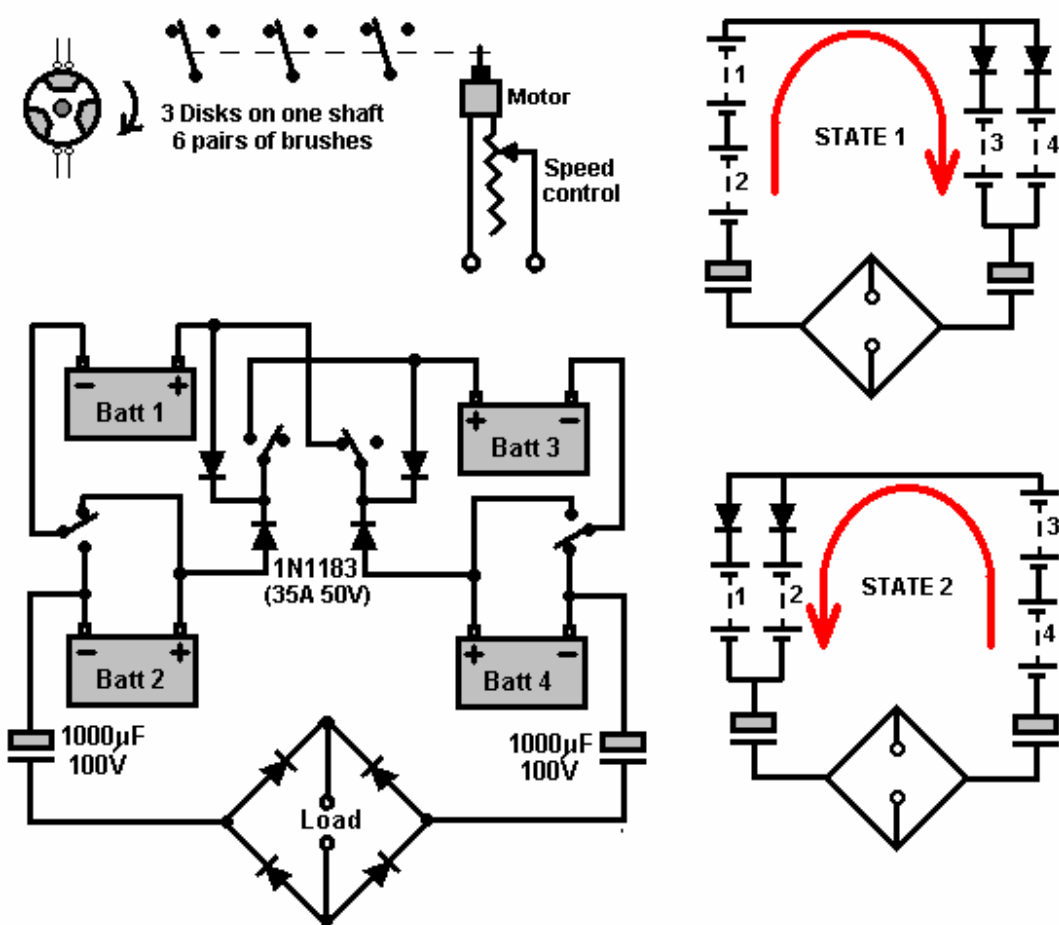 3 Disks on one shaft
6 pairs of brushes
Motor
Speed
control
1
2
STATE 1
3
4
- +
Batt 1
+ -
Batt 3
1N1183
(35A 50V)
- +
Batt 2
+ -
Batt 4
1000µF
100V
1000µF
100V
Load
1
2
STATE 2
3
4